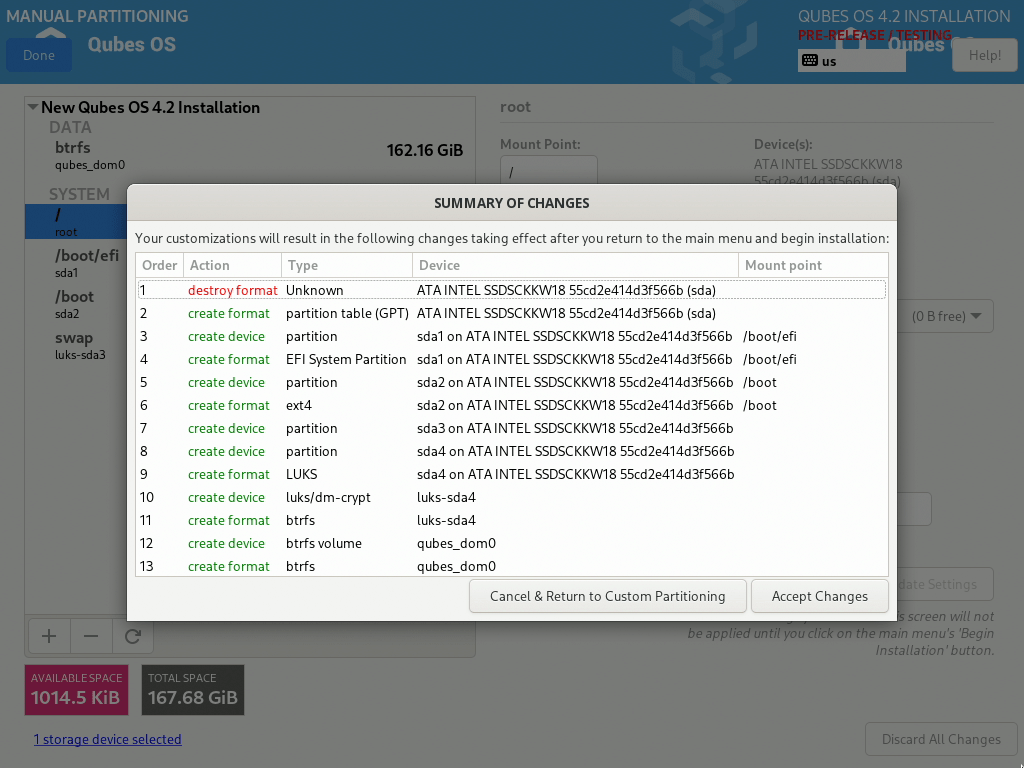 MANUAL PARTITIONING
QUBES OS 4.2 INSTALLATION
PRE-RELEASE / TESTING
Done
Qubes OS
Qubes OS
us
Help!
New Qubes OS 4.2 Installation
DATA
btrfs
qubes_dom0
162.16 GiB
SYSTEM
/
root
/boot/efi
sda1
/boot
sda2
swap
luks-sda3
root
Mount Point:
/
Device(s):
ATA INTEL SSDSCKKW18
55cd2e414d3f566b (sda)
SUMMARY OF CHANGES
Your customizations will result in the following changes taking effect after you return to the main menu and begin installation:
Order Action Type Device Mount point
1 destroy format Unknown ATA INTEL SSDSCKKW18 55cd2e414d3f566b (sda)
2 create format partition table (GPT) ATA INTEL SSDSCKKW18 55cd2e414d3f566b (sda)
3 create device partition sda1 on ATA INTEL SSDSCKKW18 55cd2e414d3f566b /boot/efi
4 create format EFI System Partition sda1 on ATA INTEL SSDSCKKW18 55cd2e414d3f566b /boot/efi
5 create device partition sda2 on ATA INTEL SSDSCKKW18 55cd2e414d3f566b /boot
6 create format ext4 sda2 on ATA INTEL SSDSCKKW18 55cd2e414d3f566b /boot
7 create device partition sda3 on ATA INTEL SSDSCKKW18 55cd2e414d3f566b
8 create device partition sda4 on ATA INTEL SSDSCKKW18 55cd2e414d3f566b
9 create format LUKS sda4 on ATA INTEL SSDSCKKW18 55cd2e414d3f566b
10 create device luks/dm-crypt luks-sda4
11 create format btrfs luks-sda4
12 create device btrfs volume qubes_dom0
13 create format btrfs qubes_dom0
Cancel & Return to Custom Partitioning
Accept Changes
(0 B free)
date Settings
is screen will not
be applied until you click on the main menu's 'Begin
Installation' button.
AVAILABLE SPACE
1014.5 KiB
TOTAL SPACE
167.68 GiB
1 storage device selected
Discard All Changes